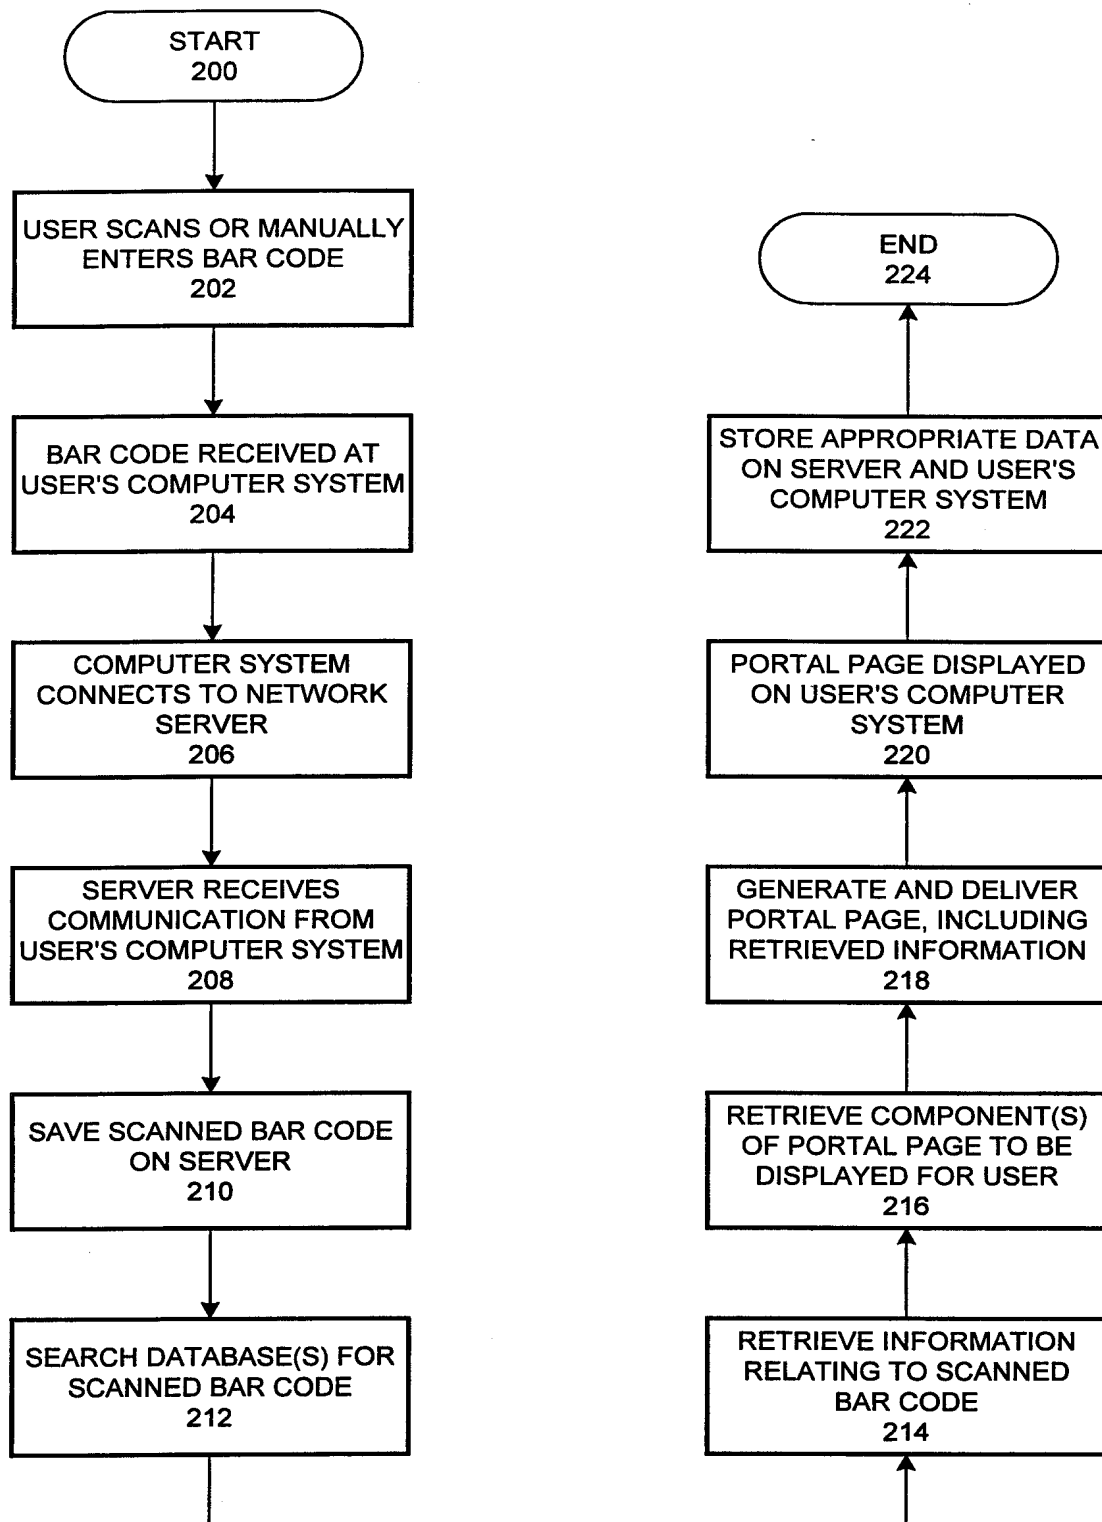 START
200
USER SCANS OR MANUALLY
ENTERS BAR CODE
202
BAR CODE RECEIVED AT
USER'S COMPUTER SYSTEM
204
COMPUTER SYSTEM
CONNECTS TO NETWORK
SERVER
206
SERVER RECEIVES
COMMUNICATION FROM
USER'S COMPUTER SYSTEM
208
SAVE SCANNED BAR CODE
ON SERVER
210
SEARCH DATABASE(S) FOR
SCANNED BAR CODE
212
RETRIEVE INFORMATION
RELATING TO SCANNED
BAR CODE
214
RETRIEVE COMPONENT(S)
OF PORTAL PAGE TO BE
DISPLAYED FOR USER
216
GENERATE AND DELIVER
PORTAL PAGE, INCLUDING
RETRIEVED INFORMATION
218
PORTAL PAGE DISPLAYED
ON USER'S COMPUTER
SYSTEM
220
STORE APPROPRIATE DATA
ON SERVER AND USER'S
COMPUTER SYSTEM
222
END
224